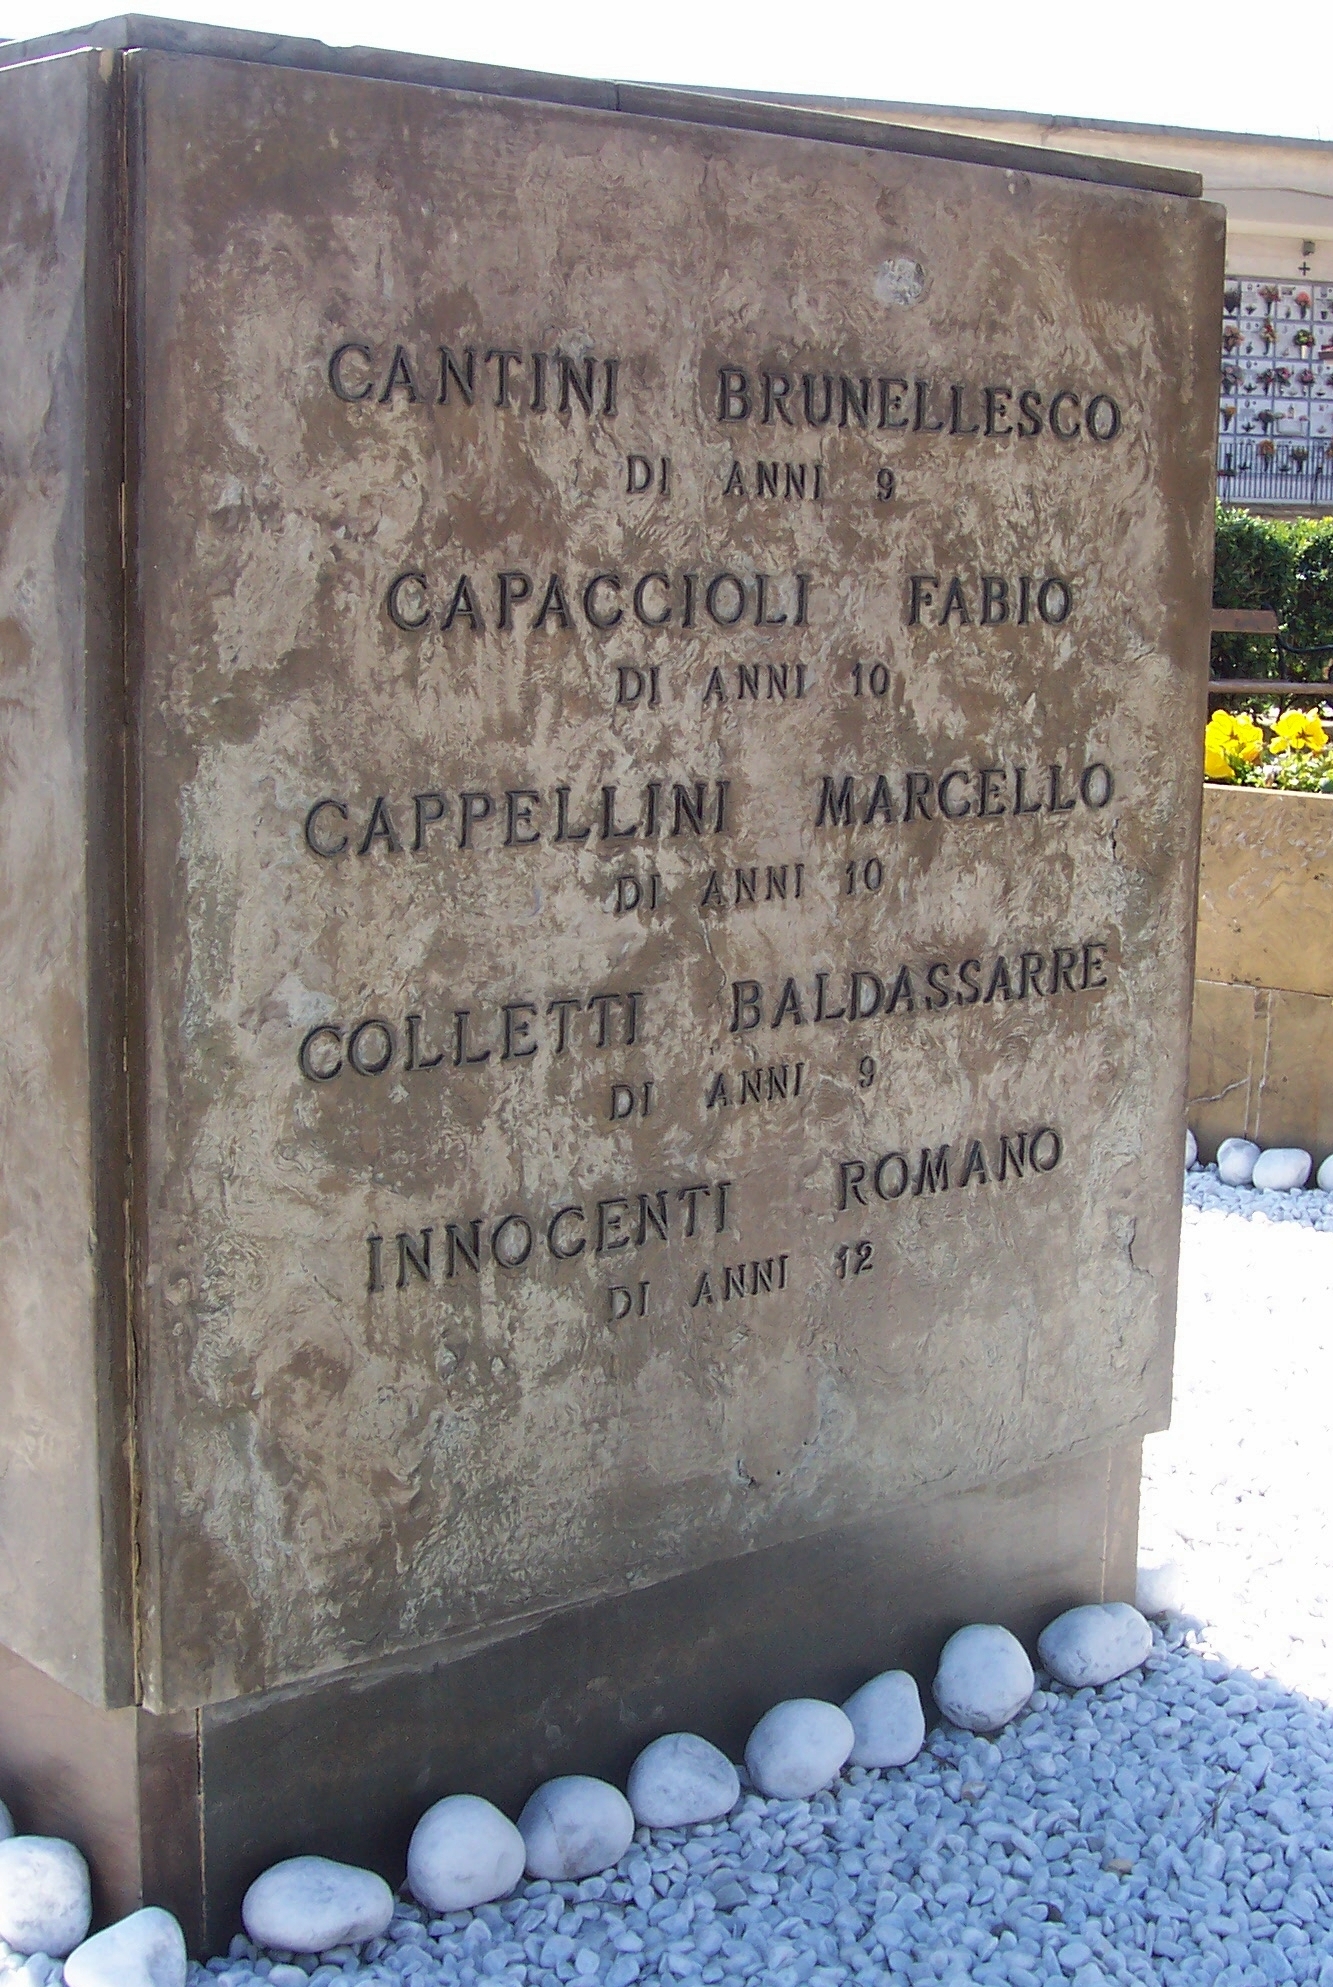 CANTINI BRUNELLESCO
DI ANNI 9
CAPACCIOLI FABIO
DI ANNI 10
CAPPELLINI MARCELLO
DI ANNI 10
COLLETTI BALDASSARRE
DI ANNI 9
INNOCENTI ROMANO
DI ANNI 12